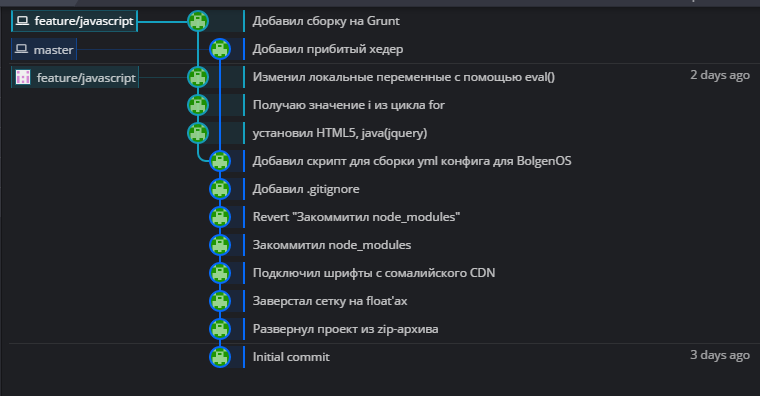 feature/javascript Добавил сборку на Grunt
master Добавил прибитый хедер
feature/javascript Изменил локальные переменные с помощью eval() 2 days ago
Получаю значение i из цикла for
установил HTML5, java(jquery)
Добавил скрипт для сборки yml конфига для BolgenOS
Добавил .gitignore
Revert "Закоммитил node_modules"
Закоммитил node_modules
Подключил шрифты с сомалийского CDN
Заверстал сетку на float'ах
Развернул проект из zip-архива
Initial commit 3 days ago